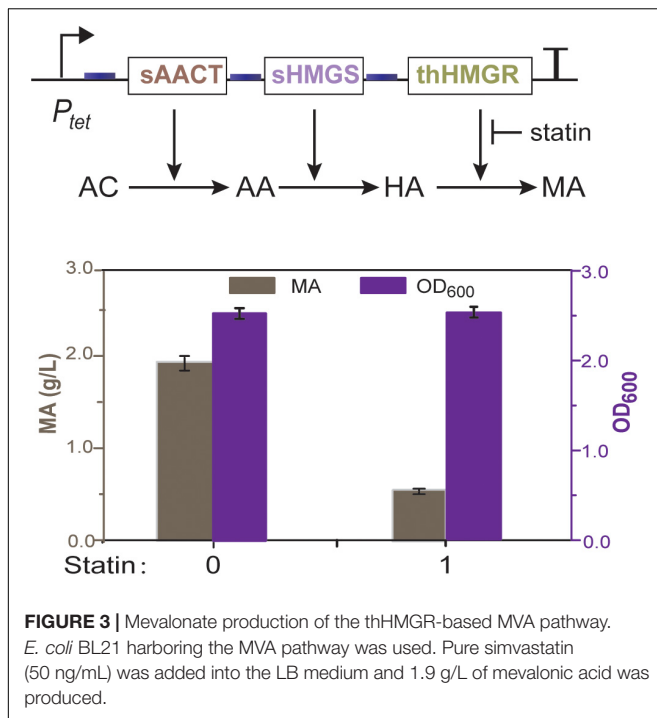 sAACT sHMGS thHMGR
Ptet
statin
AC AA HA MA
3.0 3.0
MA OD600
2.0 2.0
MA (g/L) OD600
1.0 1.0
0.0 0.0
Statin: 0 1
FIGURE 3 | Mevalonate production of the thHMGR-based MVA pathway.
E. coli BL21 harboring the MVA pathway was used. Pure simvastatin
(50 ng/mL) was added into the LB medium and 1.9 g/L of mevalonic acid was
produced.